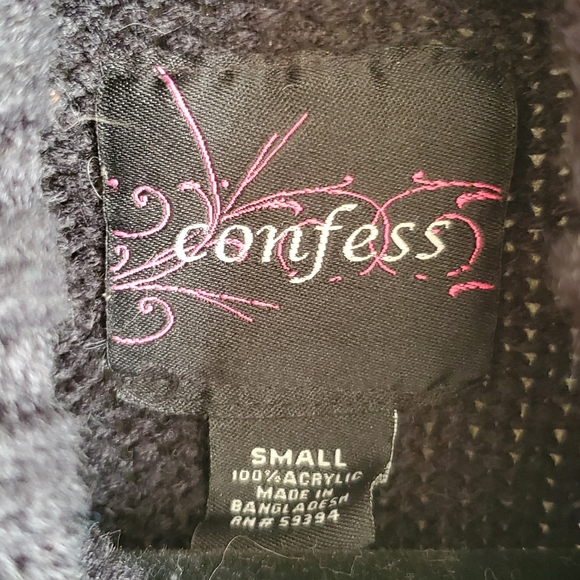 confess
SMALL
100% ACRYLIC
MADE IN
BANGLADESH
RN# 59394